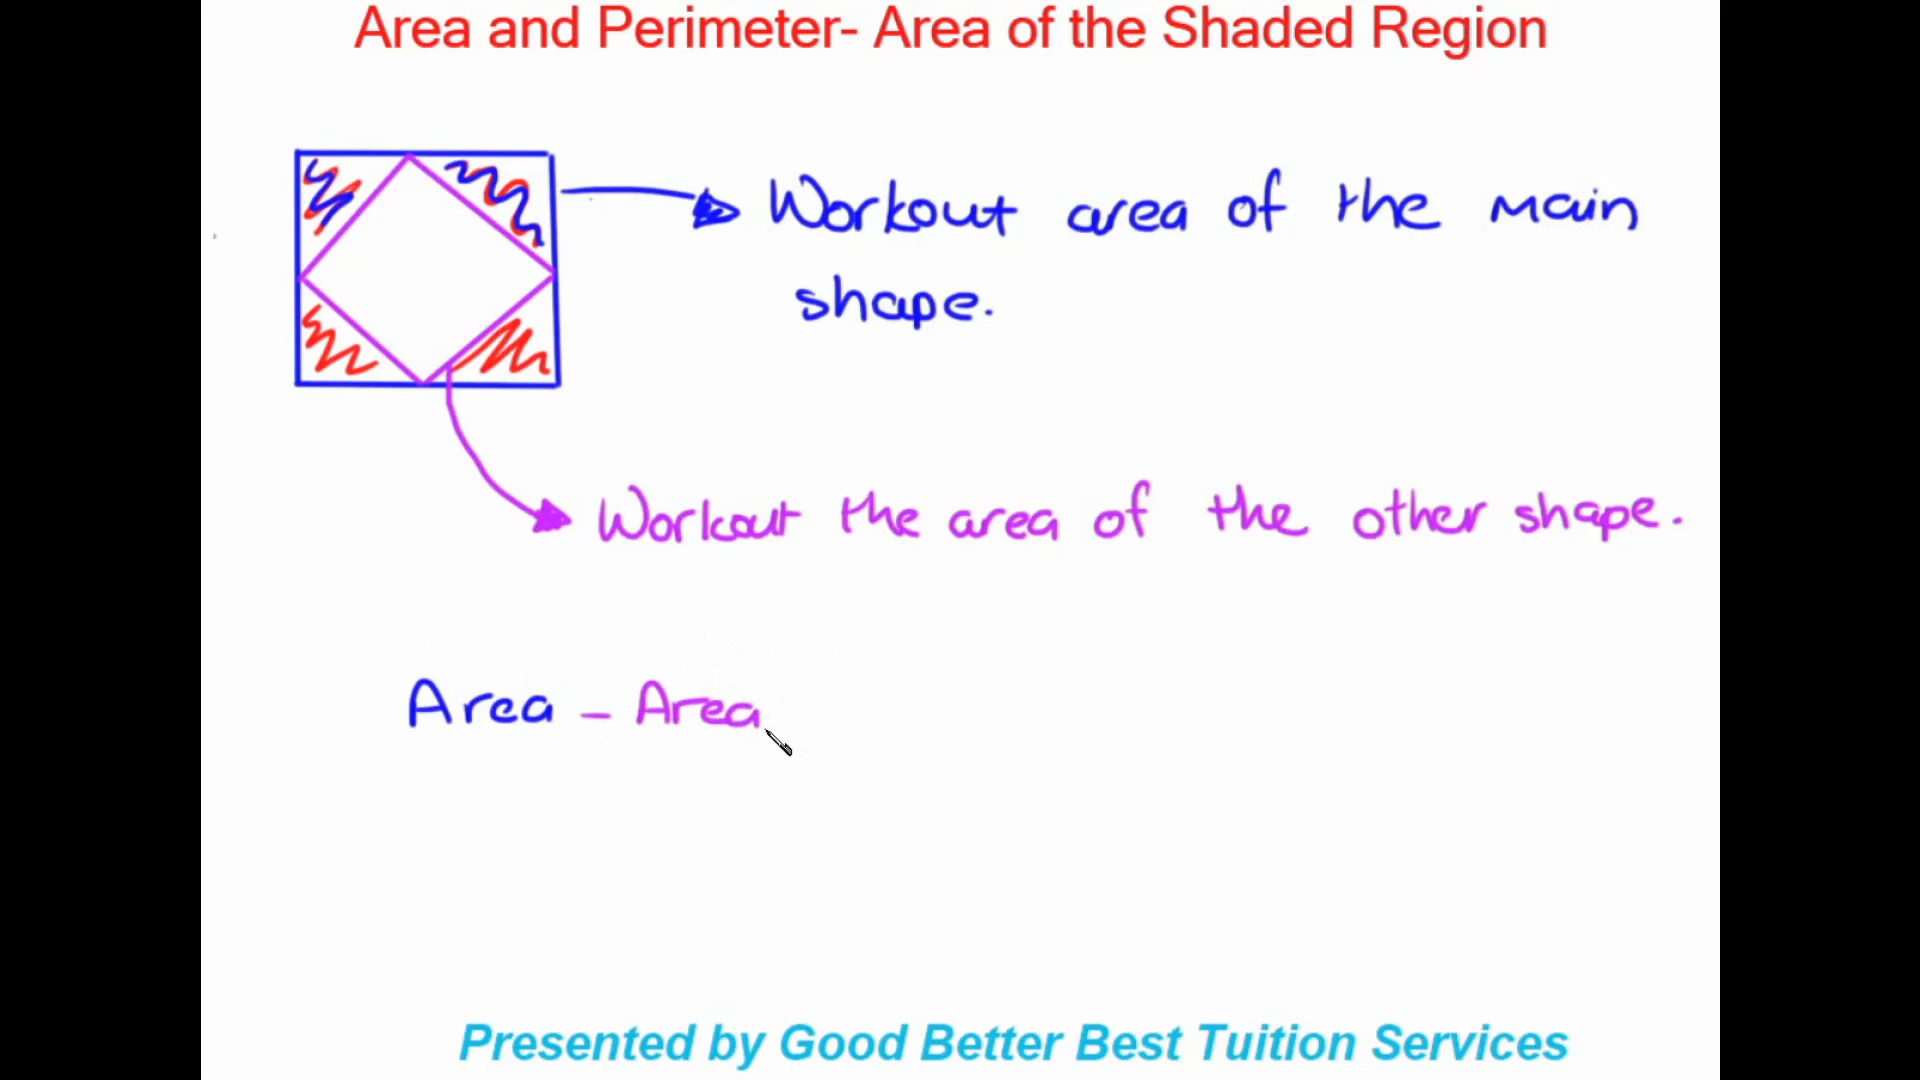 Area and Perimeter- Area of the Shaded Region
Workout area of the main
shape.
Workout the area of the other shape.
Area - Area
Presented by Good Better Best Tuition Services